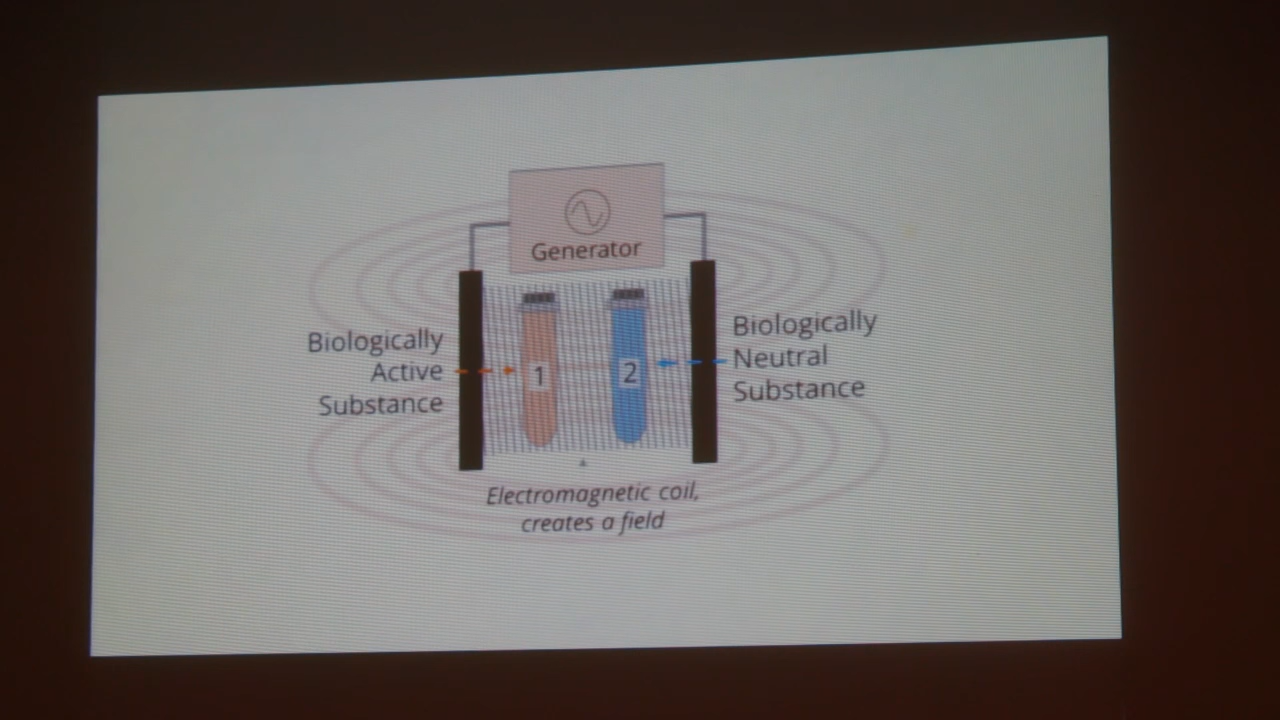 Generator
Biologically
Active
Substance
1
2
Biologically
Neutral
Substance
Electromagnetic coil,
creates a field